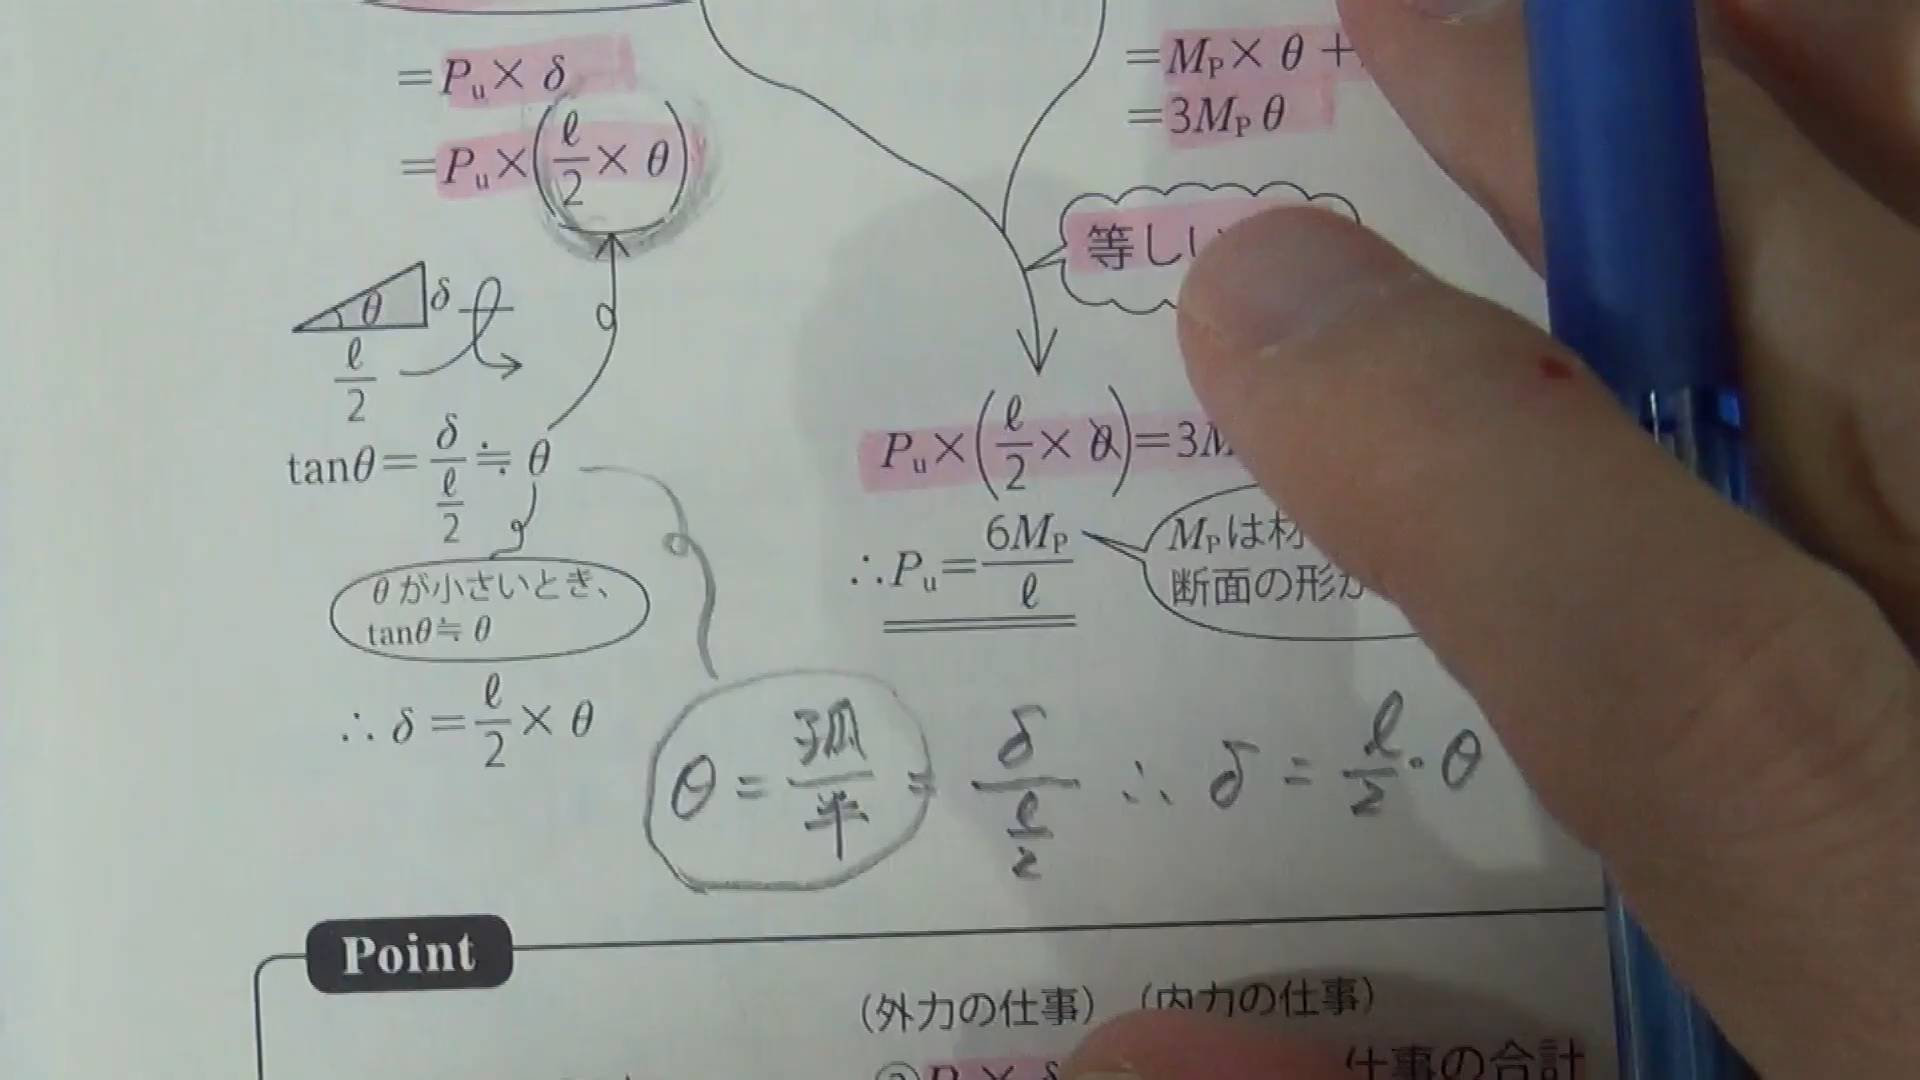 =Pu×δ
=Pu×(ℓ/2×θ)
=MP×θ+
=3MPθ
等しい
θ δ ℓ
ℓ/2
tanθ=δ/(ℓ/2)≒θ
θが小さいとき、
tanθ≒θ
∴δ=ℓ/2×θ
Pu×(ℓ/2×θ)=3M
∴Pu=6MP/ℓ
MPは材
断面の形が
θ=弧/半=δ/(ℓ/2) ∴ δ=ℓ/2・θ
Point
(外力の仕事) (内力の仕事)
仕事の合計